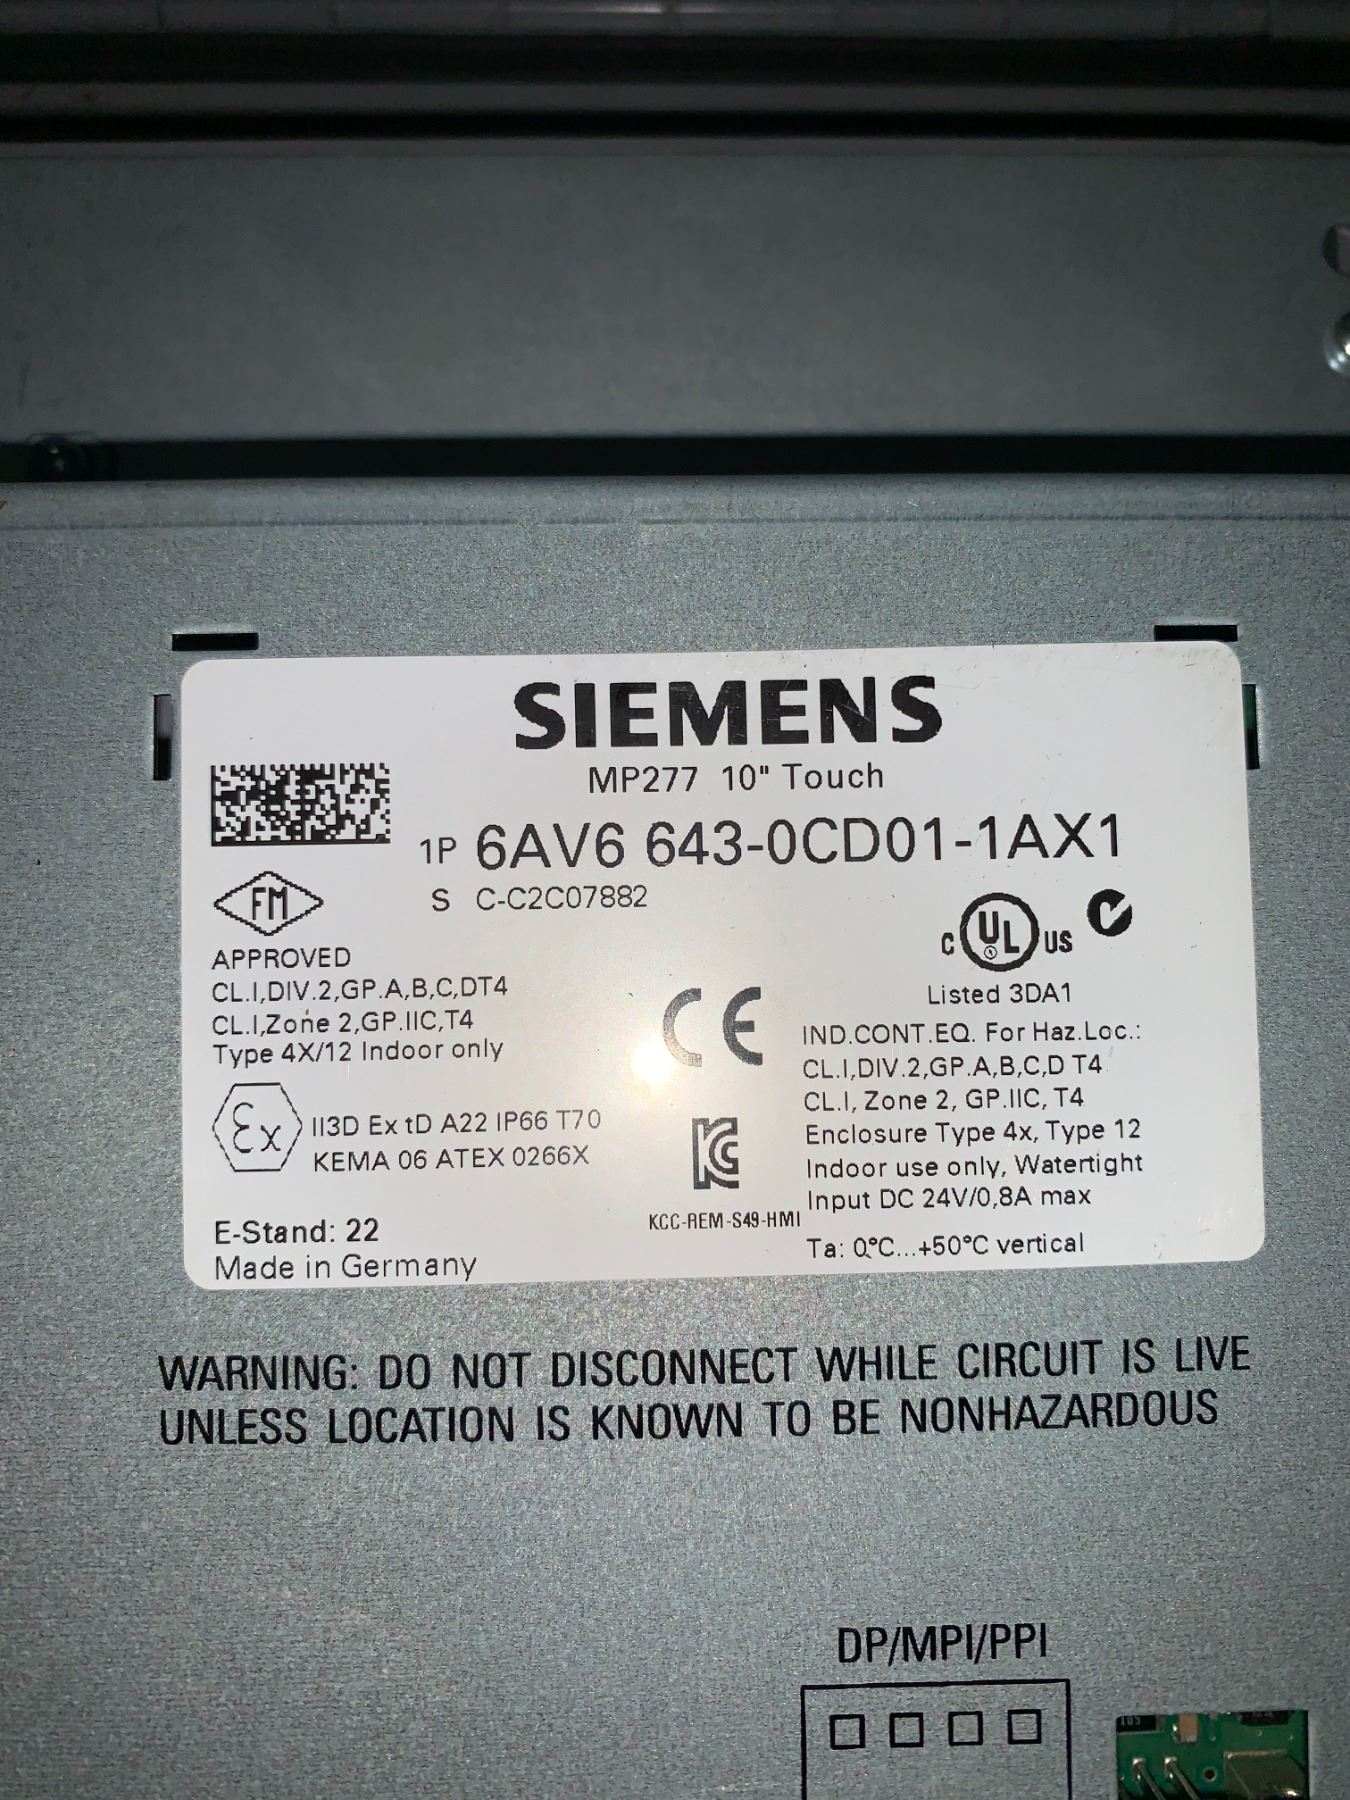 SIEMENS
MP277 10" Touch
1P 6AV6 643-0CD01-1AX1
S C-C2C07882
FM
APPROVED
CL.I,DIV.2,GP.A,B,C,DT4
CL.I,Zone 2,GP.IIC,T4
Type 4X/12 Indoor only
Ex II3D Ex tD A22 IP66 T70
KEMA 06 ATEX 0266X
E-Stand: 22
Made in Germany
CE
KCC-REM-S49-HMI
C UL US
Listed 3DA1
IND.CONT.EQ. For Haz.Loc.:
CL.I,DIV.2,GP.A,B,C,D T4
CL.I, Zone 2, GP.IIC, T4
Enclosure Type 4x, Type 12
Indoor use only, Watertight
Input DC 24V/0,8A max
Ta: 0°C...+50°C vertical
WARNING: DO NOT DISCONNECT WHILE CIRCUIT IS LIVE
UNLESS LOCATION IS KNOWN TO BE NONHAZARDOUS
DP/MPI/PPI